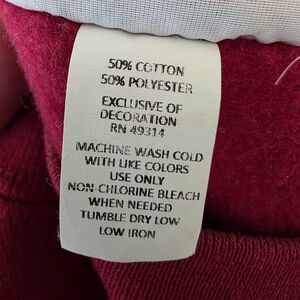 50% COTTON
50% POLYESTER
EXCLUSIVE OF
DECORATION
RN 49314
MACHINE WASH COLD
WITH LIKE COLORS
USE ONLY
NON-CHLORINE BLEACH
WHEN NEEDED
TUMBLE DRY LOW
LOW IRON